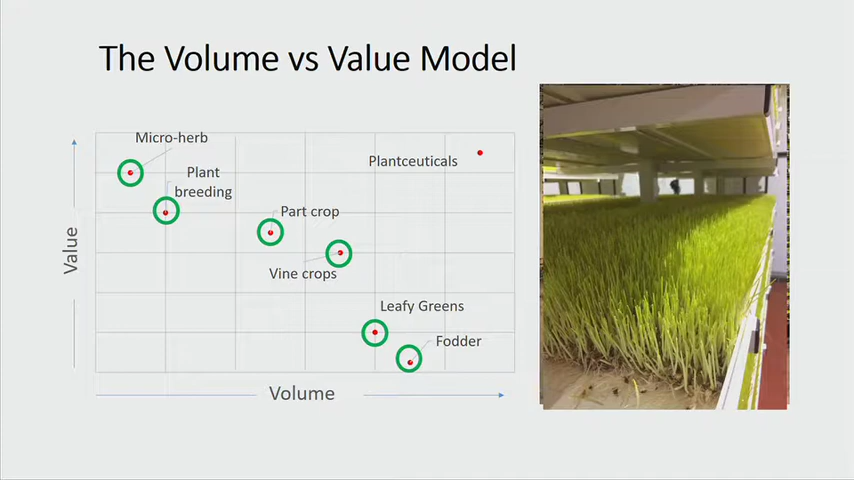 The Volume vs Value Model
Micro-herb
Plant
breeding
Plantceuticals
Part crop
Vine crops
Leafy Greens
Fodder
Value
Volume